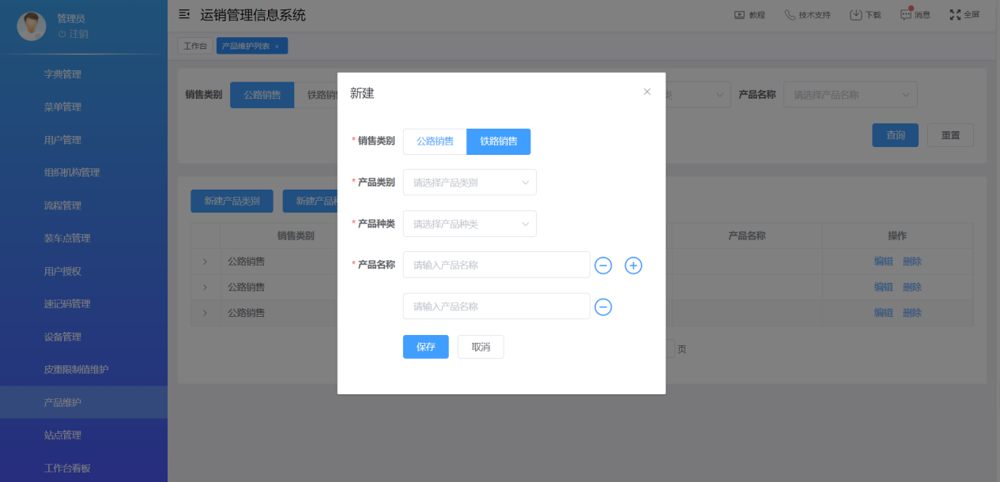 管理员
注销
字典管理
菜单管理
用户管理
组织机构管理
流程管理
装车点管理
用户授权
速记码管理
设备管理
皮重限制值维护
产品维护
站点管理
工作台看板
运销管理信息系统
教程 技术支持 下载 消息 全屏
工作台 产品维护列表 ×
销售类别 公路销售 铁路销 类 产品名称 请选择产品名称
查询 重置
新建产品类别 新建产品
销售类别 产品名称 操作
公路销售 编辑 删除
公路销售 编辑 删除
公路销售 编辑 删除
页
新建
* 销售类别 公路销售 铁路销售
* 产品类别 请选择产品类别
* 产品种类 请选择产品种类
* 产品名称 请输入产品名称
请输入产品名称
保存 取消